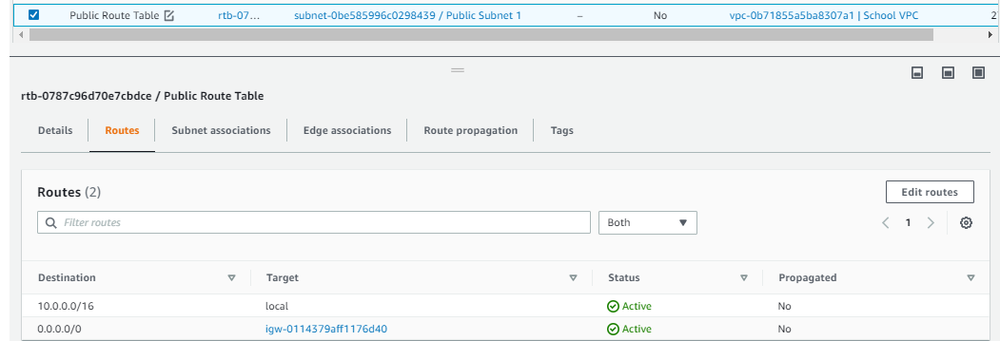 Public Route Table rtb-07... subnet-0be585996c0298439 / Public Subnet 1 – No vpc-0b71855a5ba8307a1 | School VPC 2
rtb-0787c96d70e7cbdce / Public Route Table
Details Routes Subnet associations Edge associations Route propagation Tags
Routes (2) Edit routes
Filter routes Both 1
Destination Target Status Propagated
10.0.0.0/16 local Active No
0.0.0.0/0 igw-0114379aff1176d40 Active No